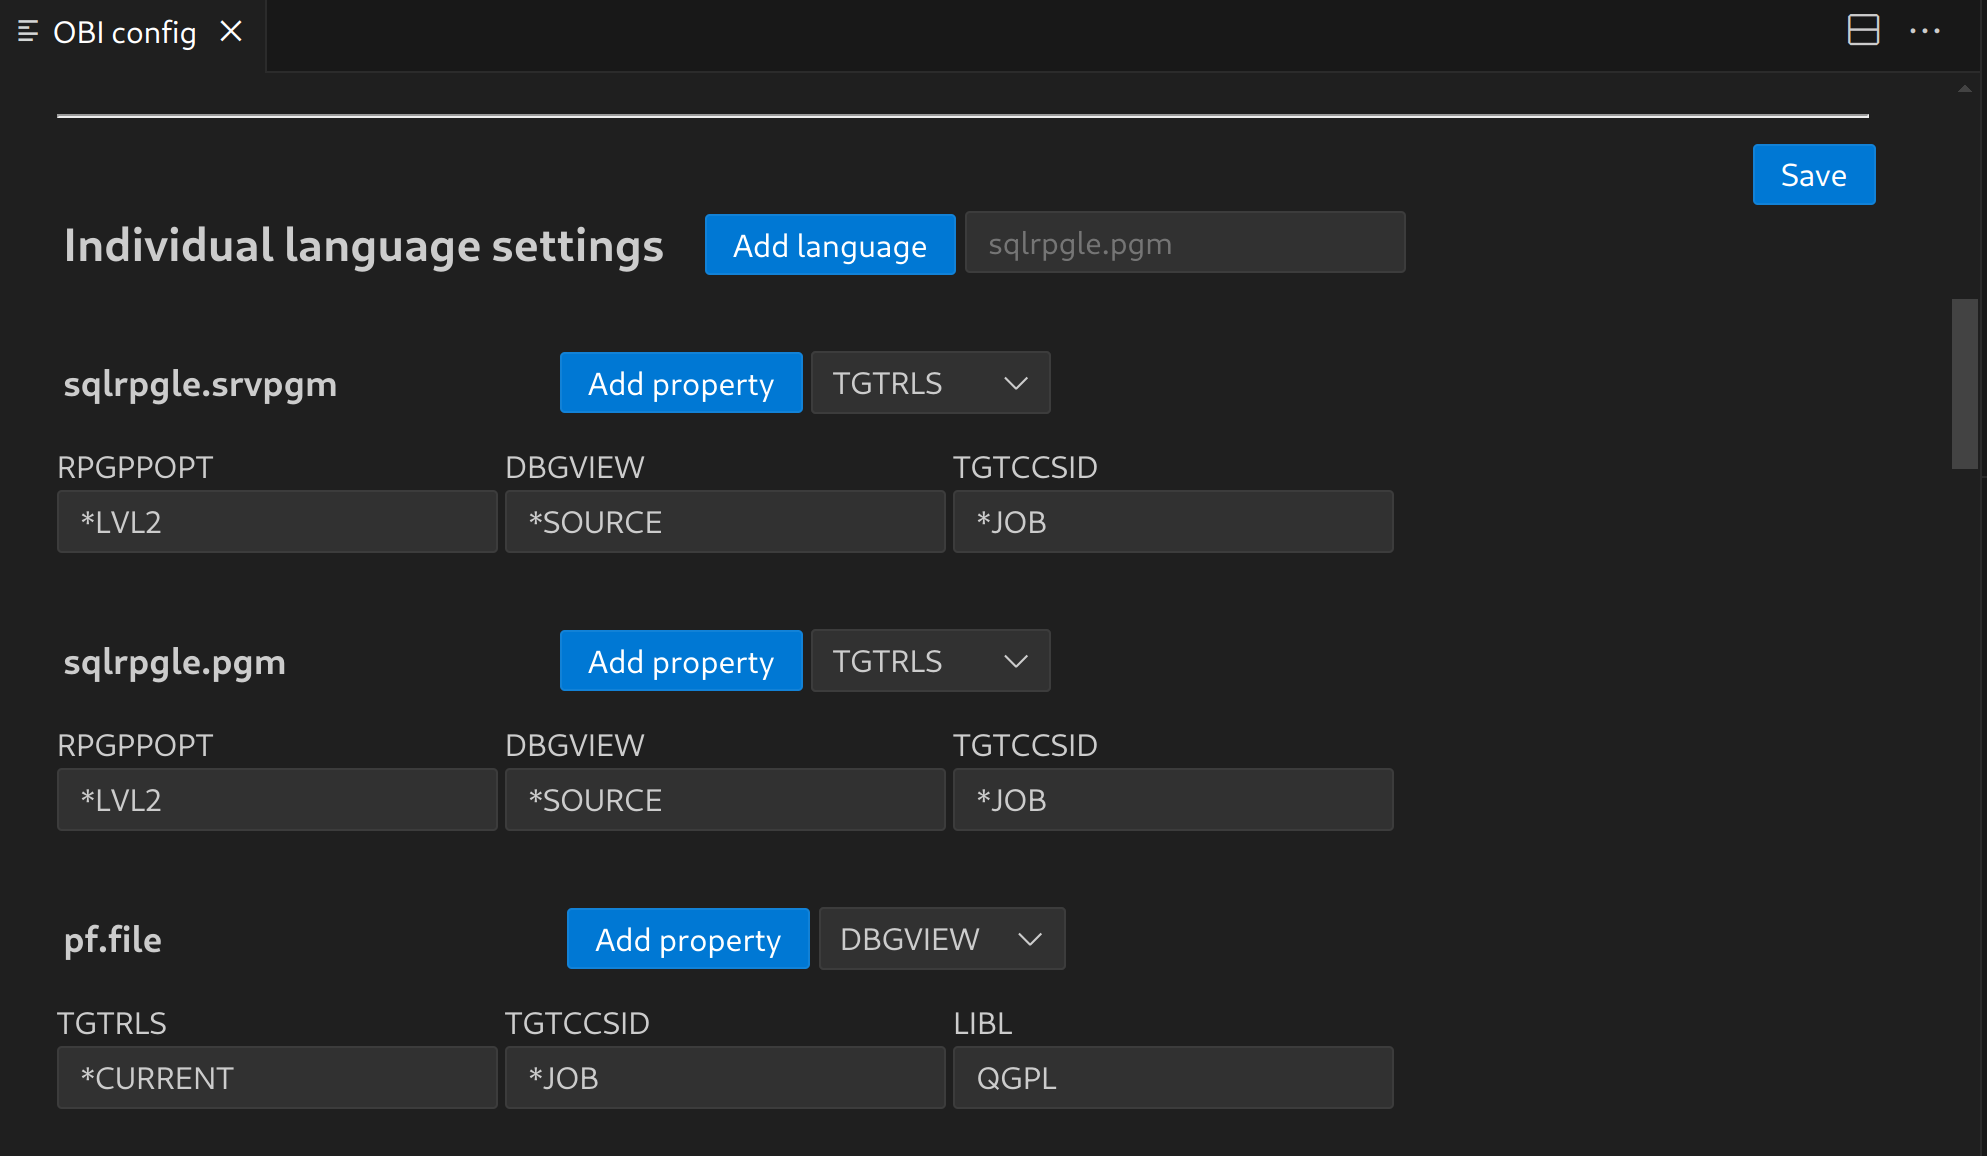 OBI config
Save
Individual language settings Add language sqlrpgle.pgm
sqlrpgle.srvpgm Add property TGTRLS
RPGPPOPT DBGVIEW TGTCCSID
*LVL2 *SOURCE *JOB
sqlrpgle.pgm Add property TGTRLS
RPGPPOPT DBGVIEW TGTCCSID
*LVL2 *SOURCE *JOB
pf.file Add property DBGVIEW
TGTRLS TGTCCSID LIBL
*CURRENT *JOB QGPL